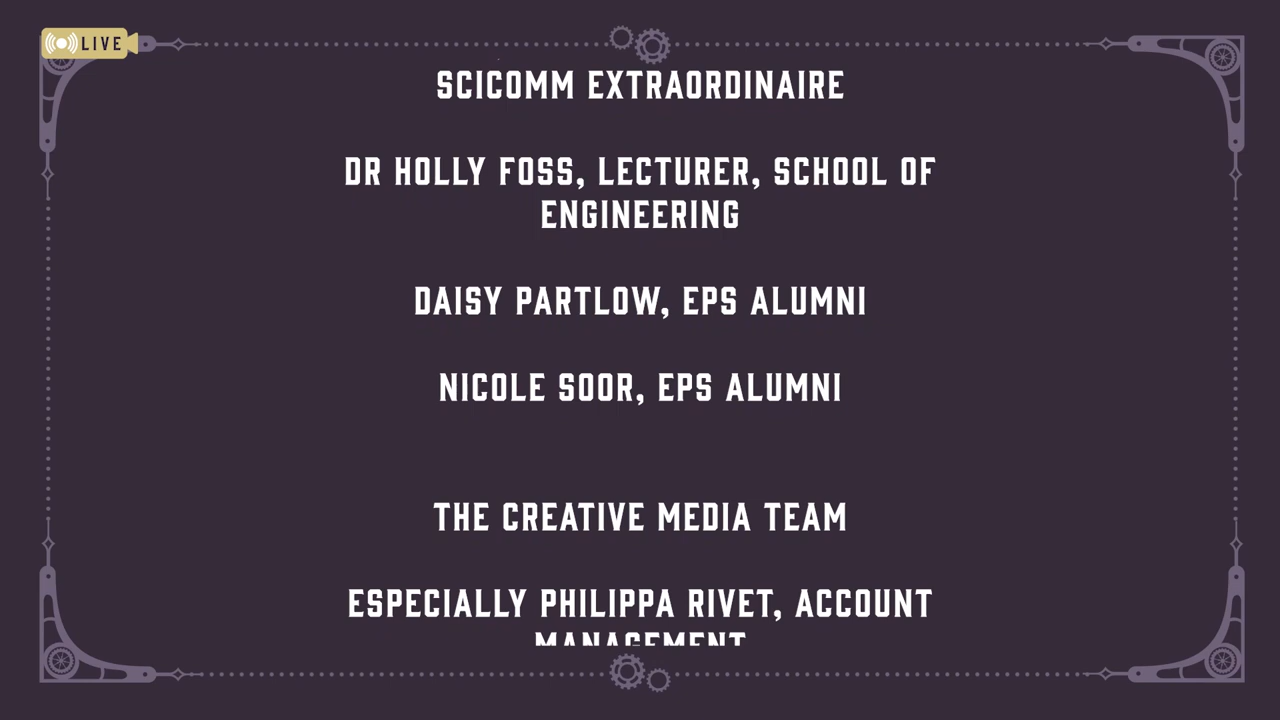 LIVE
SCICOMM EXTRAORDINAIRE
DR HOLLY FOSS, LECTURER, SCHOOL OF
ENGINEERING
DAISY PARTLOW, EPS ALUMNI
NICOLE SOOR, EPS ALUMNI
THE CREATIVE MEDIA TEAM
ESPECIALLY PHILIPPA RIVET, ACCOUNT
MANAGEMENT